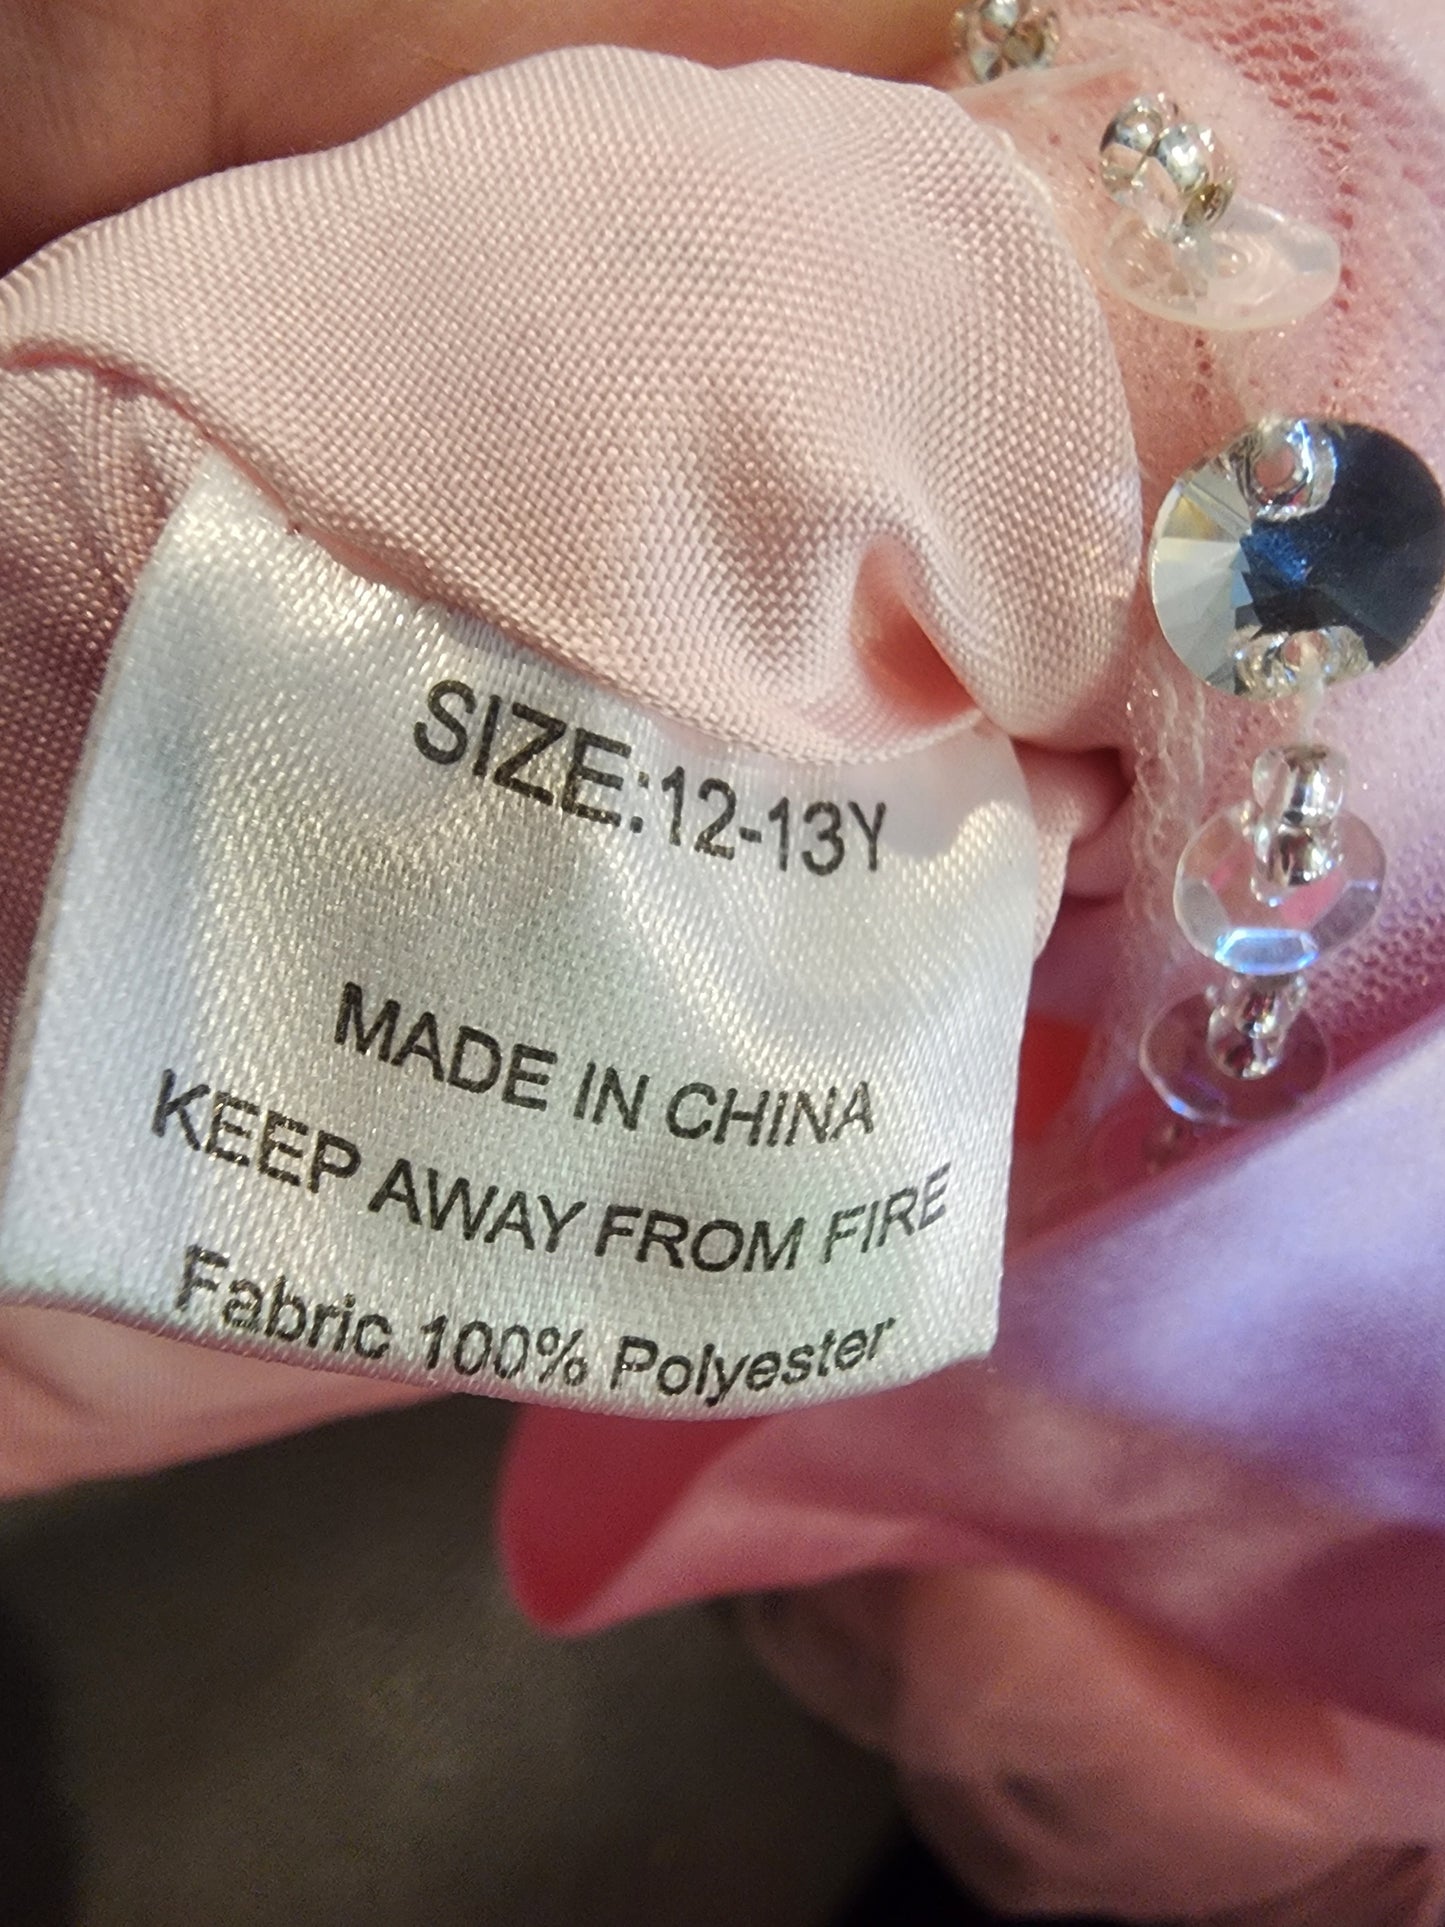 SIZE:12-13Y
MADE IN CHINA
KEEP AWAY FROM FIRE
Fabric 100% Polyester